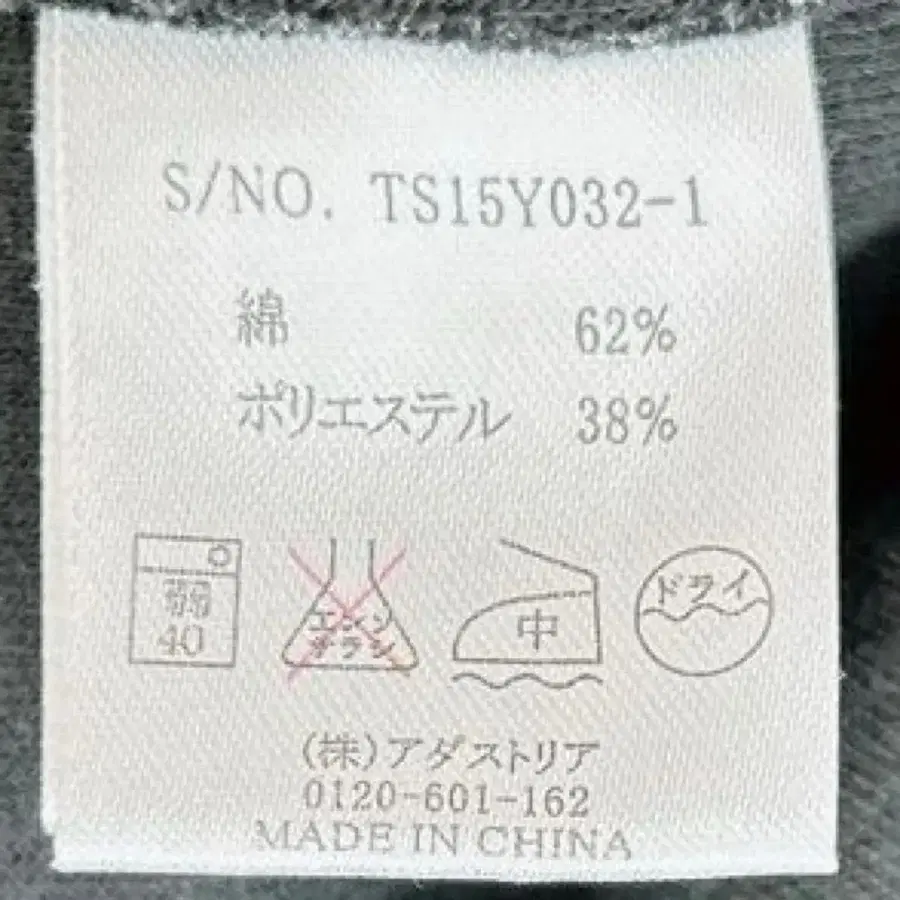 S/NO. TS15Y032-1
綿 62%
ポリエステル 38%
弱
40
エンソ
サラシ
中
ドライ
(株)アダストリア
0120-601-162
MADE IN CHINA